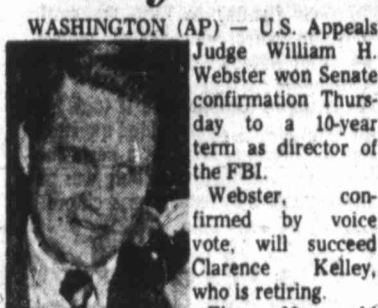 WASHINGTON (AP) — U.S. Appeals
Judge William H.
Webster won Senate
confirmation Thurs-
day to a 10-year
term as director of
the FBI.
Webster, con-
firmed by voice
vote, will succeed
Clarence Kelley,
who is retiring.